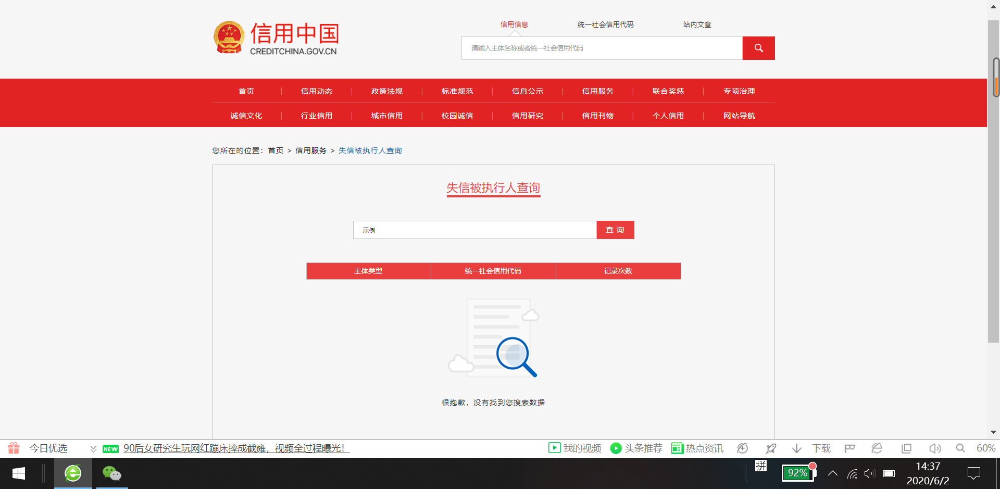 信用中国
CREDITCHINA.GOV.CN
信用信息 统一社会信用代码 站内文章
请输入主体名称或者统一社会信用代码
首页 信用动态 政策法规 标准规范 信息公示 信用服务 联合奖惩 专项治理
诚信文化 行业信用 城市信用 校园诚信 信用研究 信用刊物 个人信用 网站导航
您所在的位置：首页 > 信用服务 > 失信被执行人查询
失信被执行人查询
示例 查 询
主体类型 统一社会信用代码 记录次数
很抱歉，没有找到您搜索数据
今日优选 NEW 90后女研究生玩网红蹦床摔成截瘫，视频全过程曝光！ 我的视频 头条推荐 热点资讯 下载 60%
拼 92% 14:37
2020/6/2